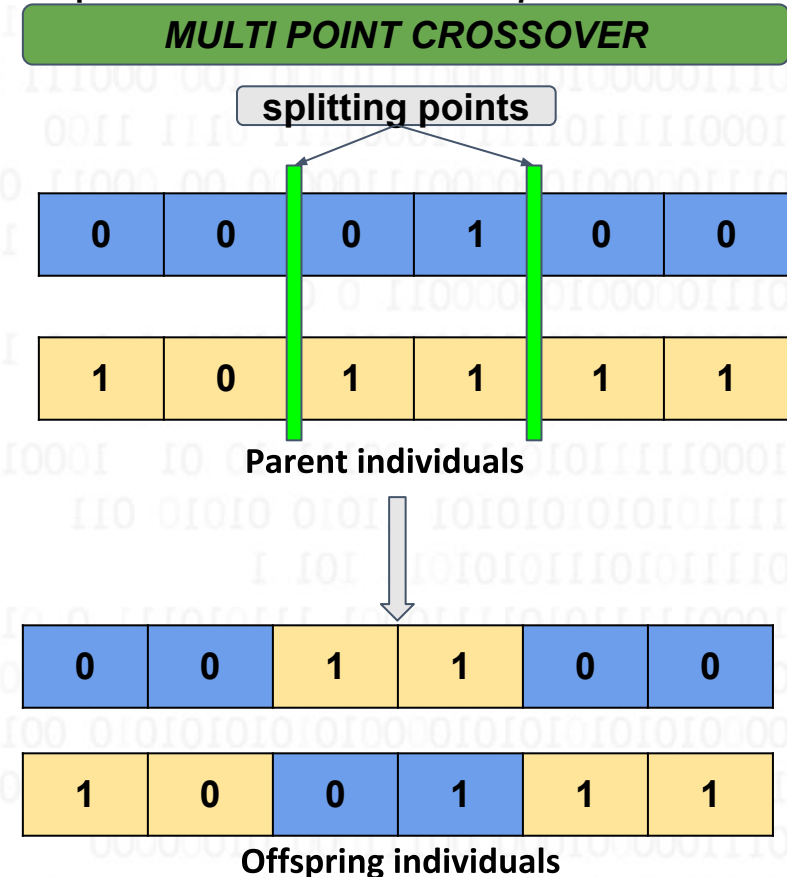 MULTI POINT CROSSOVER
splitting points
0 0 0 1 0 0
1 0 1 1 1 1
Parent individuals
0 0 1 1 0 0
1 0 0 1 1 1
Offspring individuals